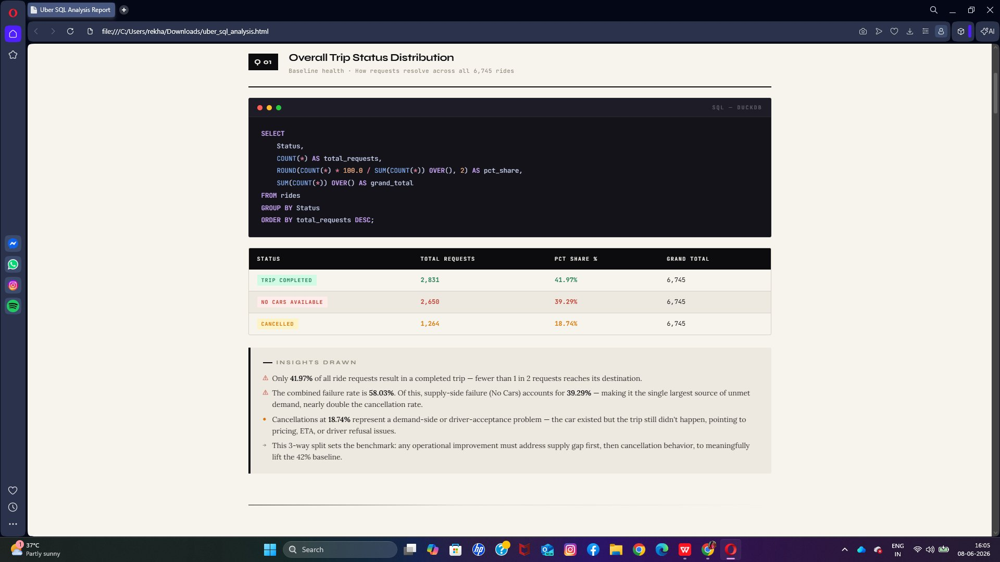 Uber SQL Analysis Report
file:///C:/Users/rekha/Downloads/uber_sql_analysis.html
AI
Q 01
Overall Trip Status Distribution
Baseline health · How requests resolve across all 6,745 rides
SQL — DUCKDB
SELECT
Status,
COUNT(*) AS total_requests,
ROUND(COUNT(*) * 100.0 / SUM(COUNT(*)) OVER(), 2) AS pct_share,
SUM(COUNT(*)) OVER() AS grand_total
FROM rides
GROUP BY Status
ORDER BY total_requests DESC;
STATUS TOTAL REQUESTS PCT SHARE % GRAND TOTAL
TRIP COMPLETED 2,831 41.97% 6,745
NO CARS AVAILABLE 2,650 39.29% 6,745
CANCELLED 1,264 18.74% 6,745
INSIGHTS DRAWN
⚠ Only 41.97% of all ride requests result in a completed trip — fewer than 1 in 2 requests reaches its destination.
⚠ The combined failure rate is 58.03%. Of this, supply-side failure (No Cars) accounts for 39.29% — making it the single largest source of unmet
demand, nearly double the cancellation rate.
• Cancellations at 18.74% represent a demand-side or driver-acceptance problem — the car existed but the trip still didn't happen, pointing to
pricing, ETA, or driver refusal issues.
→ This 3-way split sets the benchmark: any operational improvement must address supply gap first, then cancellation behavior, to meaningfully
lift the 42% baseline.
1
37°C
Partly sunny
Search
hp
NEW
ENG
IN
16:05
08-06-2026